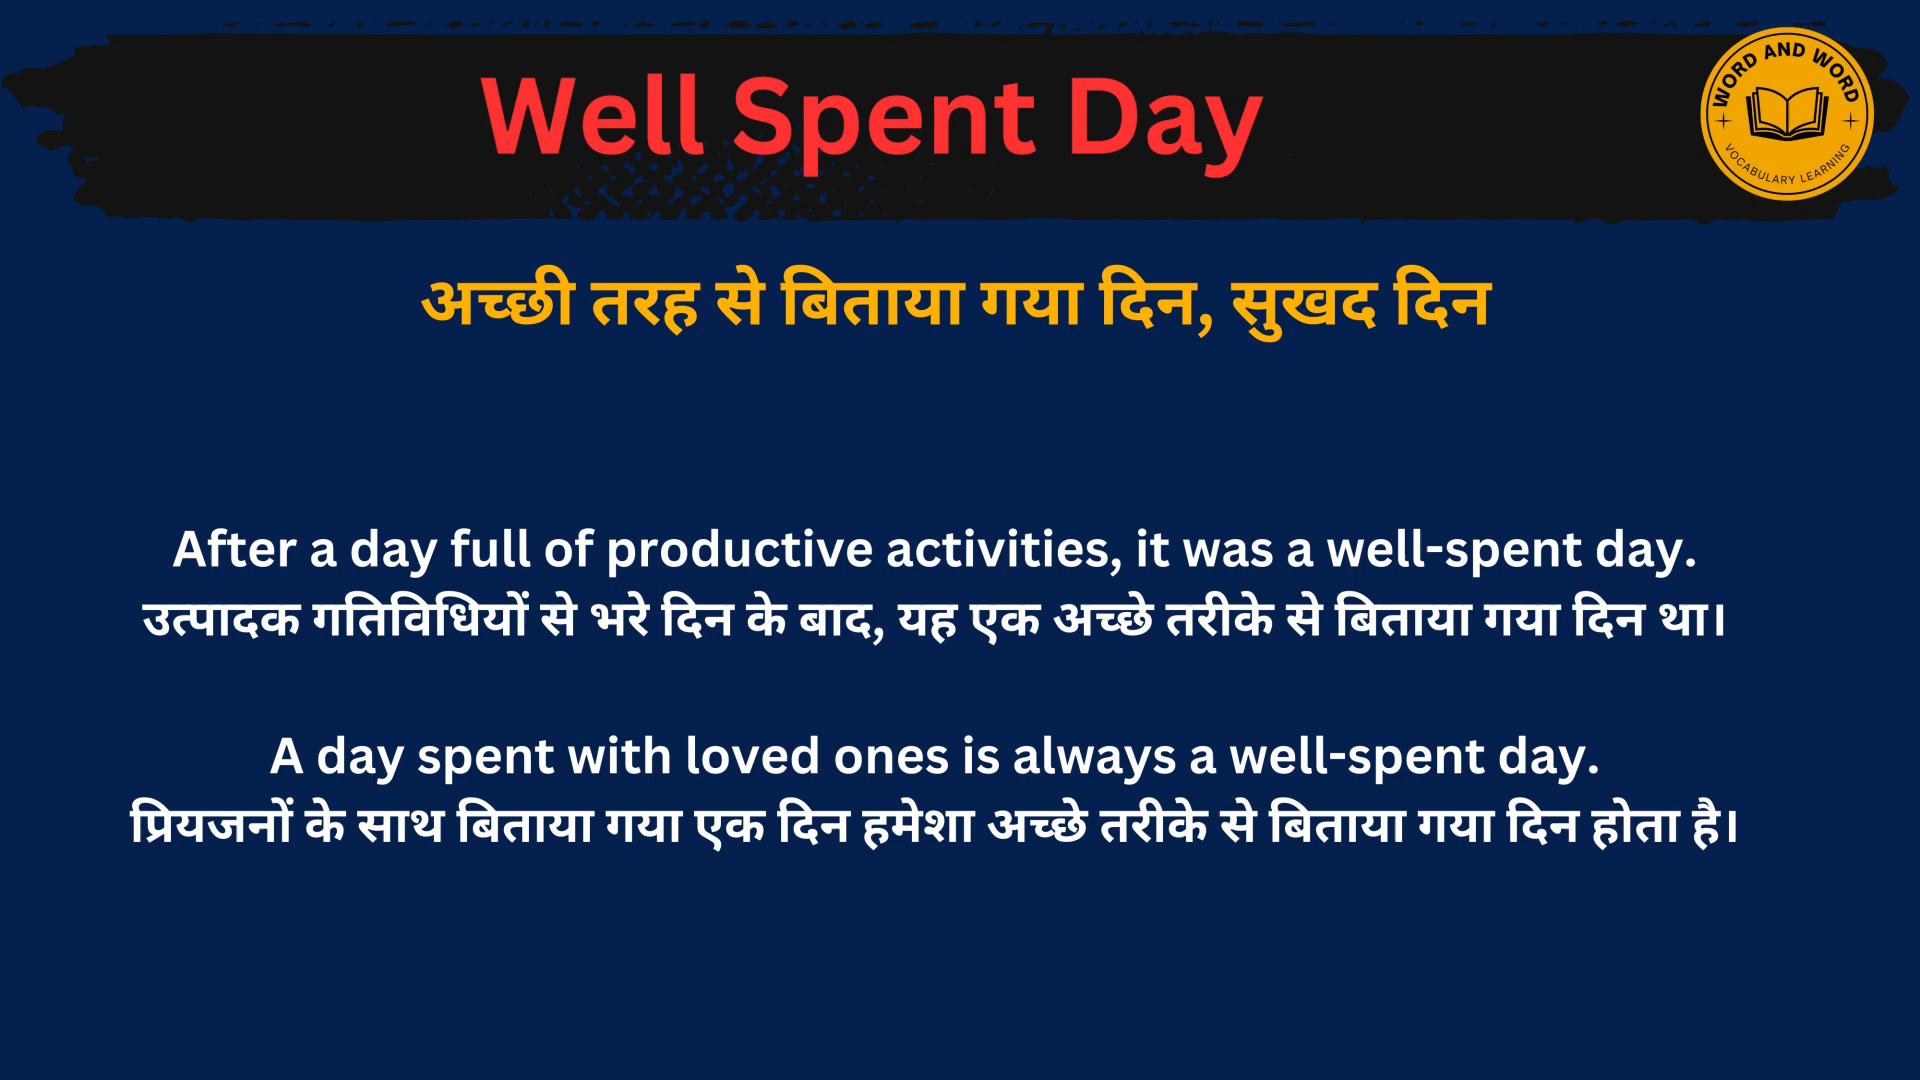 Well Spent Day
WORD AND WORD
VOCABULARY LEARNING
अच्छी तरह से बिताया गया दिन, सुखद दिन
After a day full of productive activities, it was a well-spent day.
उत्पादक गतिविधियों से भरे दिन के बाद, यह एक अच्छे तरीके से बिताया गया दिन था।
A day spent with loved ones is always a well-spent day.
प्रियजनों के साथ बिताया गया एक दिन हमेशा अच्छे तरीके से बिताया गया दिन होता है।